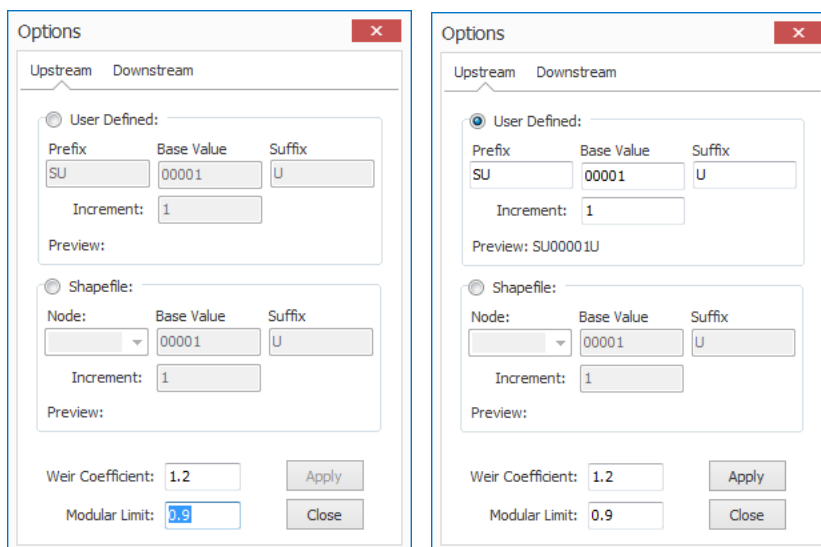 Options
Upstream Downstream
User Defined:
Prefix Base Value Suffix
SU 00001 U
Increment: 1
Preview:
Shapefile:
Node: Base Value Suffix
00001 U
Increment: 1
Preview:
Weir Coefficient: 1.2 Apply
Modular Limit: 0.9 Close
Options
Upstream Downstream
User Defined:
Prefix Base Value Suffix
SU 00001 U
Increment: 1
Preview: SU00001U
Shapefile:
Node: Base Value Suffix
00001 U
Increment: 1
Preview:
Weir Coefficient: 1.2 Apply
Modular Limit: 0.9 Close